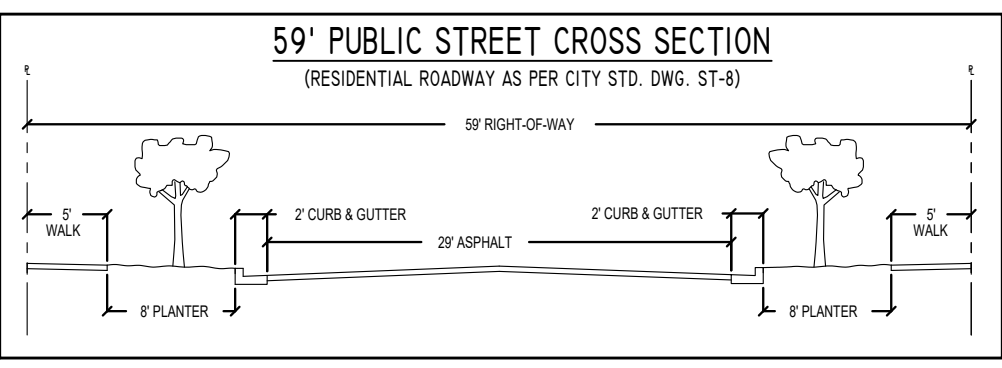 59' PUBLIC STREET CROSS SECTION
(RESIDENTIAL ROADWAY AS PER CITY STD. DWG. ST-8)
℄ ℄
59' RIGHT-OF-WAY
5'
WALK
2' CURB & GUTTER
2' CURB & GUTTER
5'
WALK
29' ASPHALT
8' PLANTER
8' PLANTER